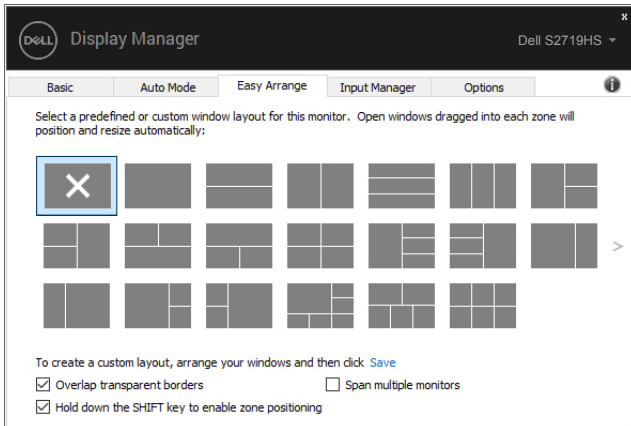 x
DELL Display Manager
Dell S2719HS
Basic Auto Mode Easy Arrange Input Manager Options i
Select a predefined or custom window layout for this monitor. Open windows dragged into each zone will
position and resize automatically:
>
To create a custom layout, arrange your windows and then click Save
Overlap transparent borders Span multiple monitors
Hold down the SHIFT key to enable zone positioning